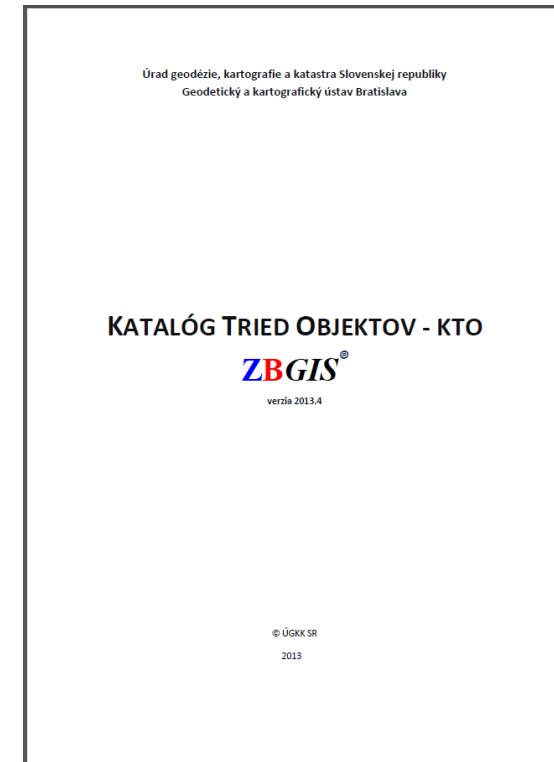 Úrad geodézie, kartografie a katastra Slovenskej republiky
Geodetický a kartografický ústav Bratislava
KATALÓG TRIED OBJEKTOV - KTO
ZBGIS®
verzia 2013.4
© ÚGKK SR
2013